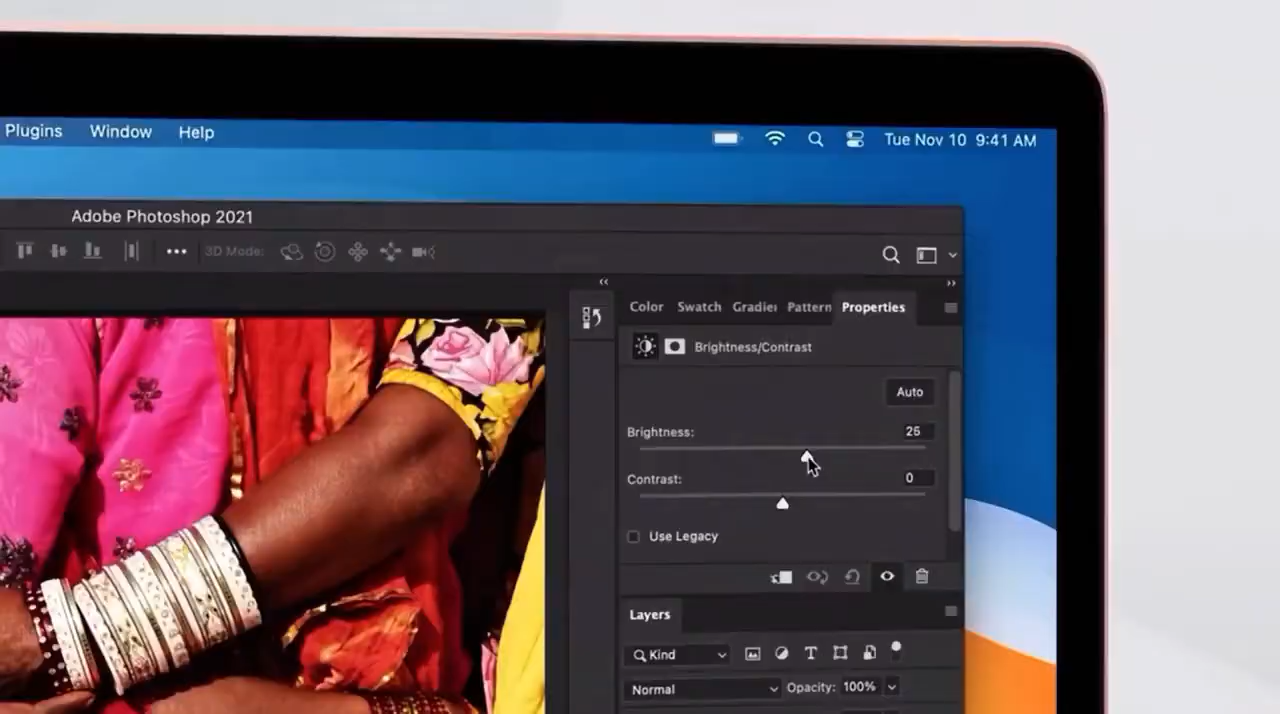 Plugins Window Help Tue Nov 10 9:41 AM
Adobe Photoshop 2021
3D Mode:
Color Swatch Gradie Pattern Properties
Brightness/Contrast
Auto
Brightness: 25
Contrast: 0
Use Legacy
Layers
Kind
Normal Opacity: 100%